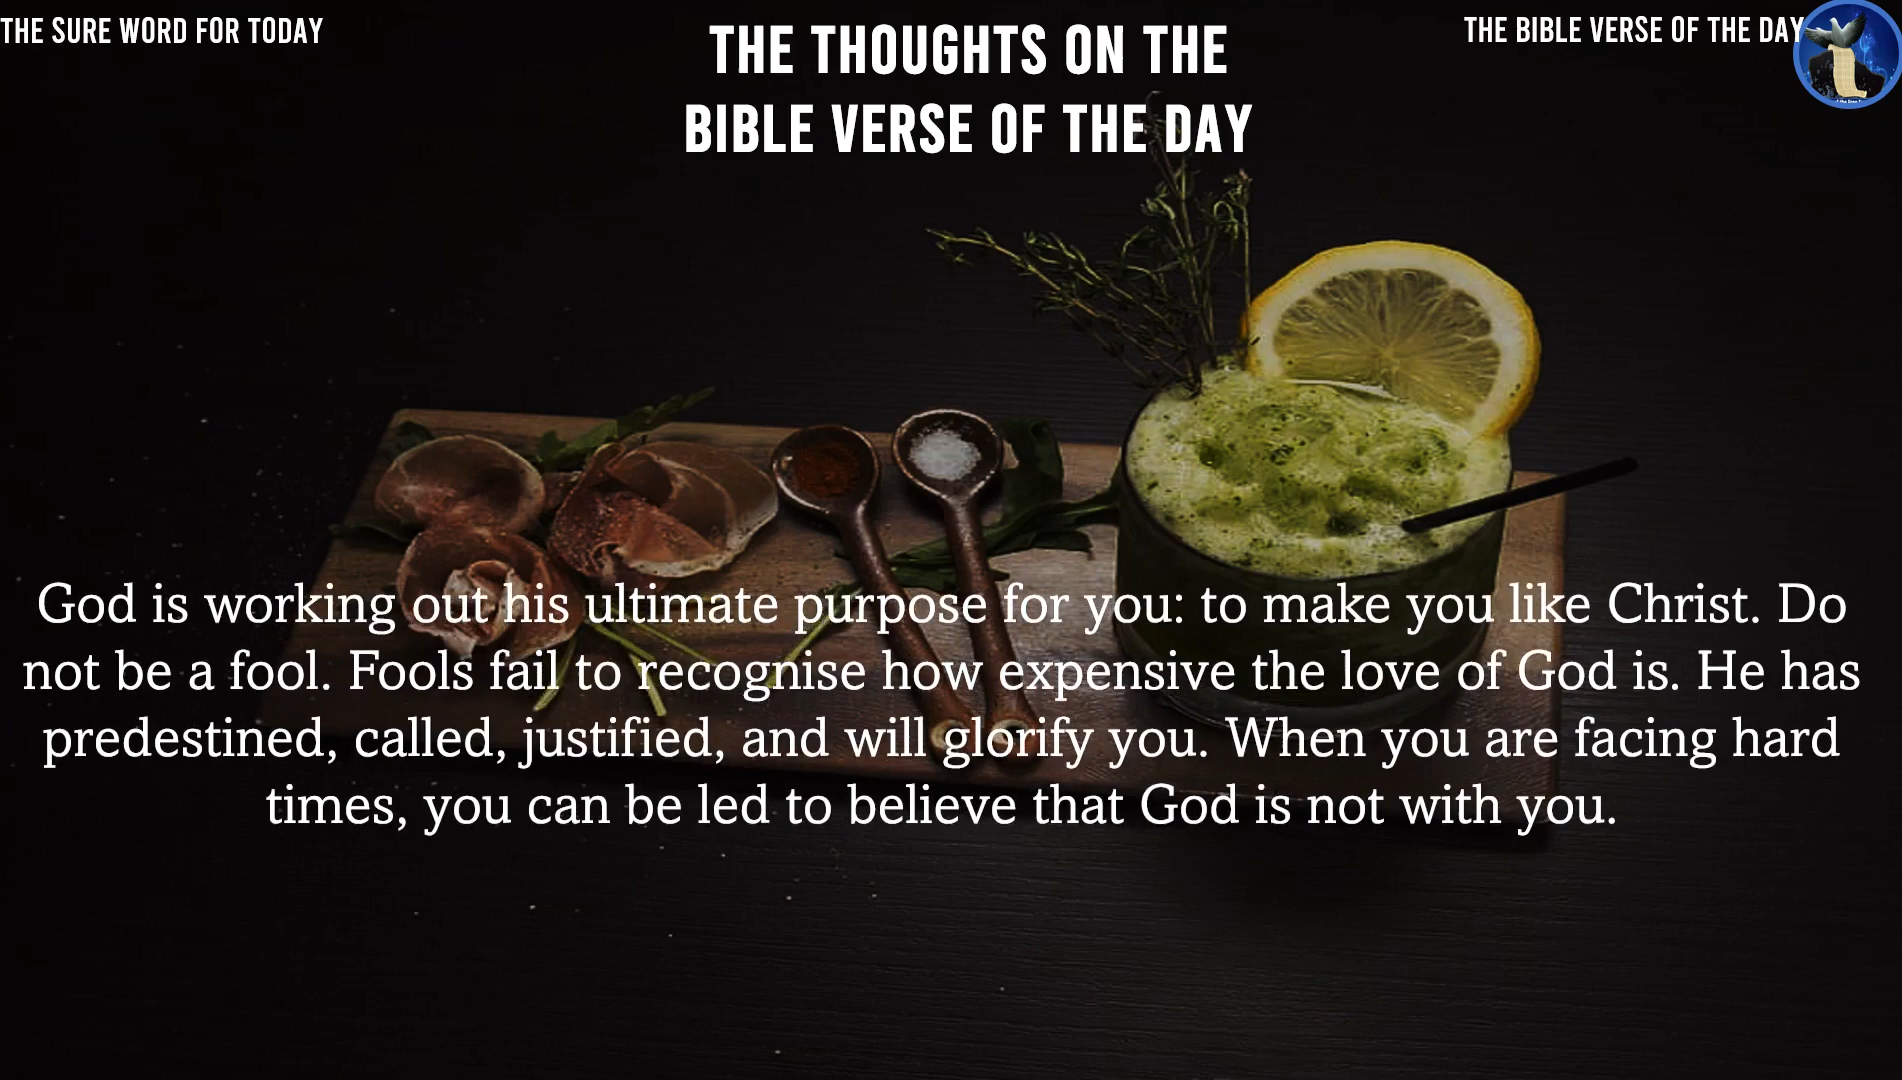 THE SURE WORD FOR TODAY
THE BIBLE VERSE OF THE DAY
THE THOUGHTS ON THE
BIBLE VERSE OF THE DAY
God is working out his ultimate purpose for you: to make you like Christ. Do
not be a fool. Fools fail to recognise how expensive the love of God is. He has
predestined, called, justified, and will glorify you. When you are facing hard
times, you can be led to believe that God is not with you.